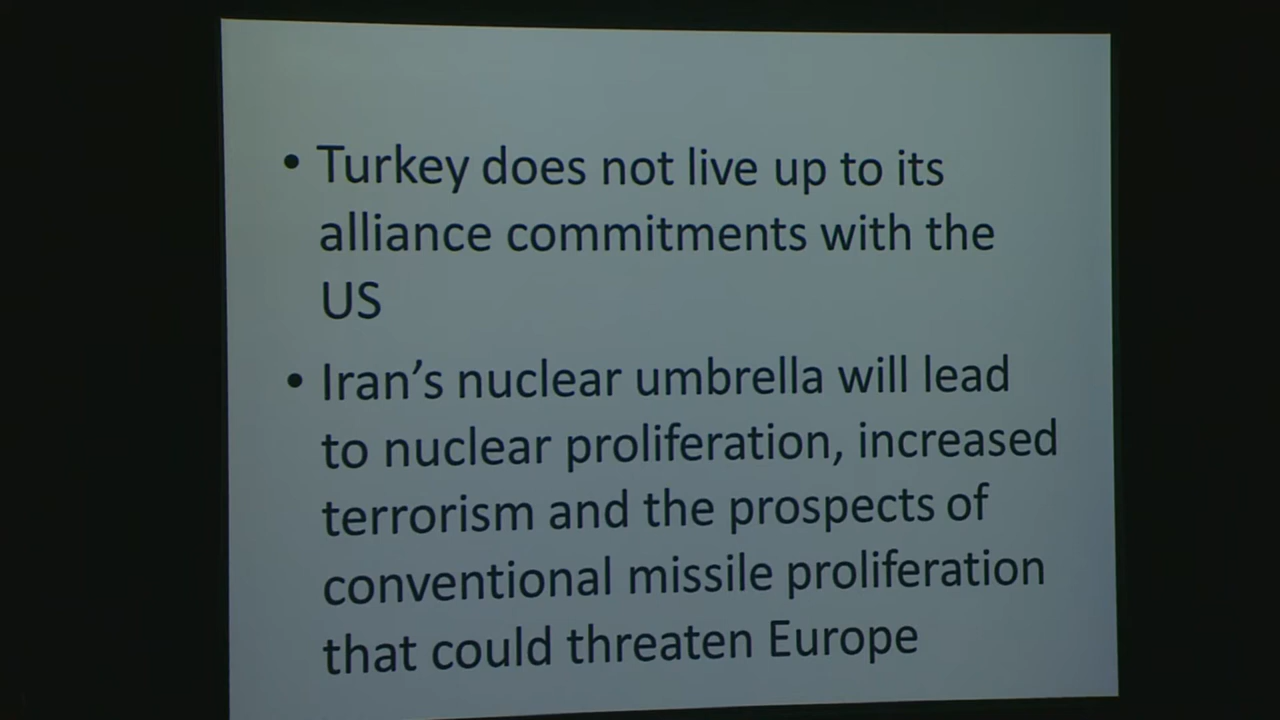 • Turkey does not live up to its
alliance commitments with the
US
• Iran’s nuclear umbrella will lead
to nuclear proliferation, increased
terrorism and the prospects of
conventional missile proliferation
that could threaten Europe